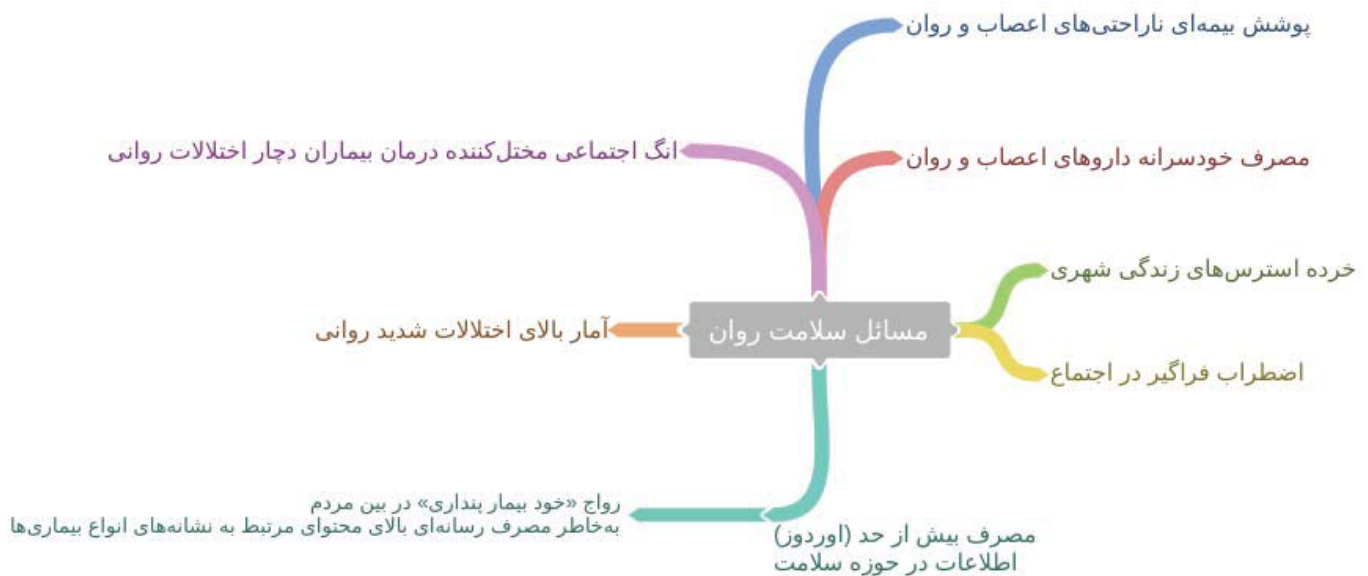 پوشش بیمه‌ای ناراحتی‌های اعصاب و روان
انگ اجتماعی مختل‌کننده درمان بیماران دچار اختلالات روانی
مصرف خودسرانه داروهای اعصاب و روان
خرده استرس‌های زندگی شهری
مسائل سلامت روان
آمار بالای اختلالات شدید روانی
اضطراب فراگیر در اجتماع
رواج «خود بیمار پنداری» در بین مردم
به‌خاطر مصرف رسانه‌ای بالای محتوای مرتبط به نشانه‌های انواع بیماری‌ها
مصرف بیش از حد (اوردوز)
اطلاعات در حوزه سلامت